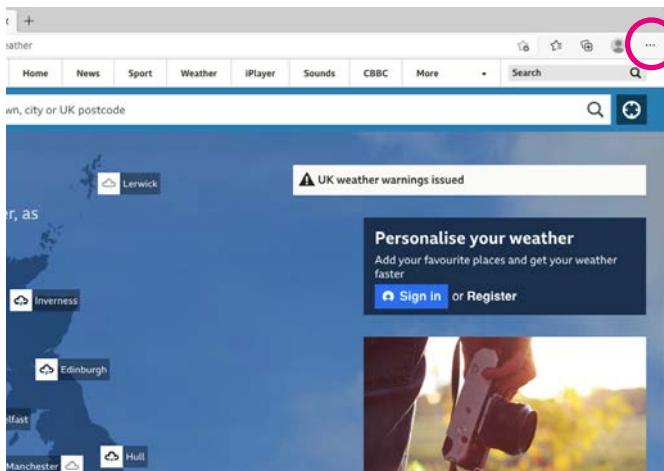 eather
Home News Sport Weather iPlayer Sounds CBBC More Search
wn, city or UK postcode
Lerwick
UK weather warnings issued
er, as
Personalise your weather
Add your favourite places and get your weather
faster
Sign in or Register
Inverness
Edinburgh
elfast
Hull
Manchester